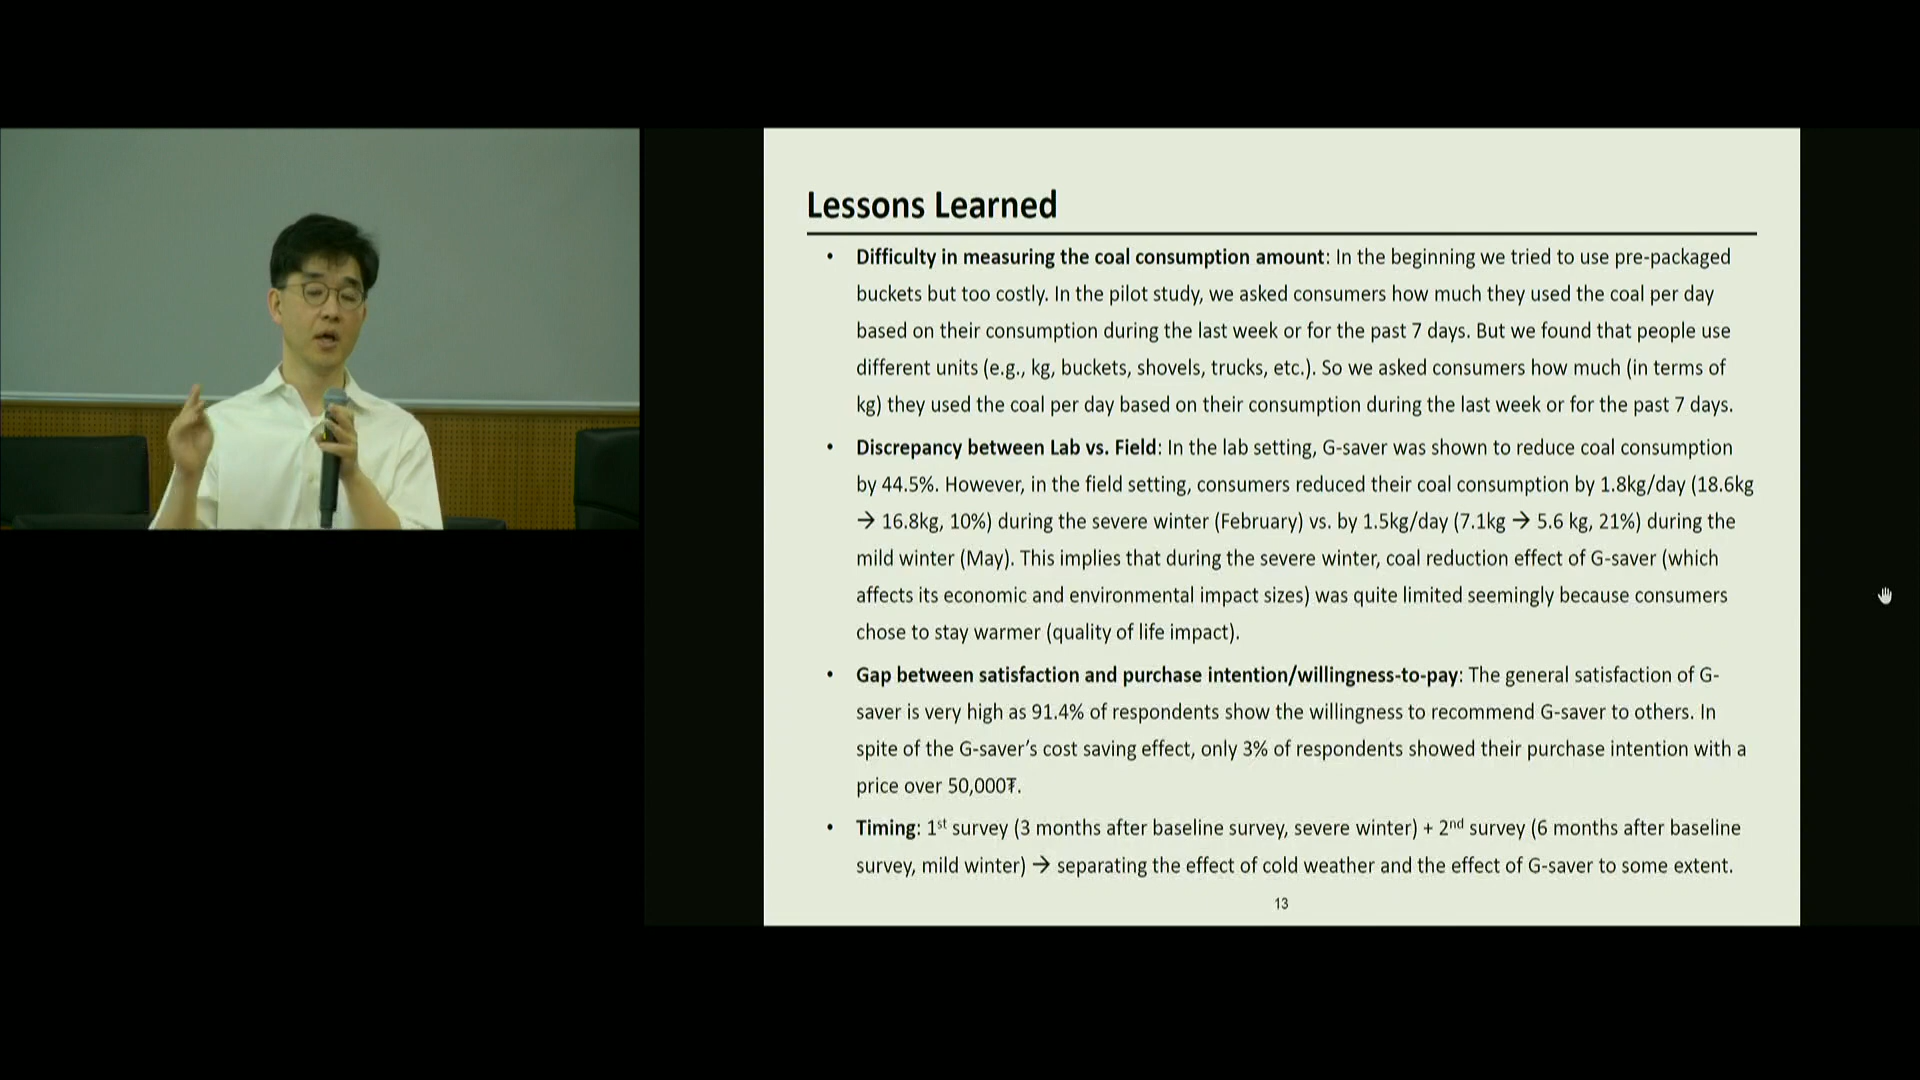 Lessons Learned
• Difficulty in measuring the coal consumption amount: In the beginning we tried to use pre-packaged
buckets but too costly. In the pilot study, we asked consumers how much they used the coal per day
based on their consumption during the last week or for the past 7 days. But we found that people use
different units (e.g., kg, buckets, shovels, trucks, etc.). So we asked consumers how much (in terms of
kg) they used the coal per day based on their consumption during the last week or for the past 7 days.
• Discrepancy between Lab vs. Field: In the lab setting, G-saver was shown to reduce coal consumption
by 44.5%. However, in the field setting, consumers reduced their coal consumption by 1.8kg/day (18.6kg
→ 16.8kg, 10%) during the severe winter (February) vs. by 1.5kg/day (7.1kg → 5.6 kg, 21%) during the
mild winter (May). This implies that during the severe winter, coal reduction effect of G-saver (which
affects its economic and environmental impact sizes) was quite limited seemingly because consumers
chose to stay warmer (quality of life impact).
• Gap between satisfaction and purchase intention/willingness-to-pay: The general satisfaction of G-
saver is very high as 91.4% of respondents show the willingness to recommend G-saver to others. In
spite of the G-saver's cost saving effect, only 3% of respondents showed their purchase intention with a
price over 50,000₮.
• Timing: 1st survey (3 months after baseline survey, severe winter) + 2nd survey (6 months after baseline
survey, mild winter) → separating the effect of cold weather and the effect of G-saver to some extent.
13